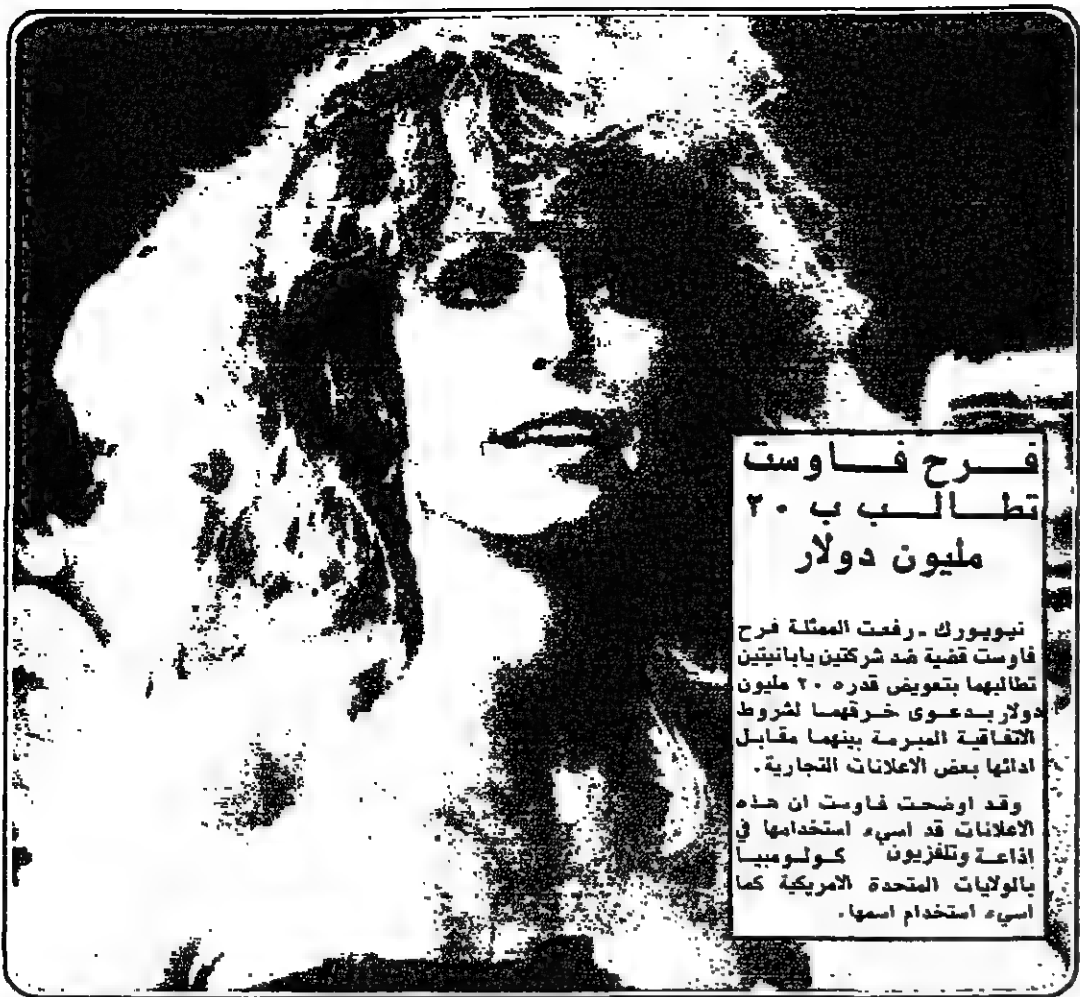 فرح فاوست
تطالب ب ٢٠
مليون دولار
نيويورك - رفعت الممثلة فرح
فاوست قضية ضد شركتين يابانيتين
تطالبهما بتعويض قدره ٢٠ مليون
دولار بدعوى خرقهما لشروط
الاتفاقية المبرمة بينهما مقابل
ادائها بعض الاعلانات التجارية.
وقد اوضحت فاوست ان هذه
الاعلانات قد اسيء استخدامها في
إذاعة وتلفزيون كولومبيا
بالولايات المتحدة الامريكية كما
اسيء استخدام اسمها.